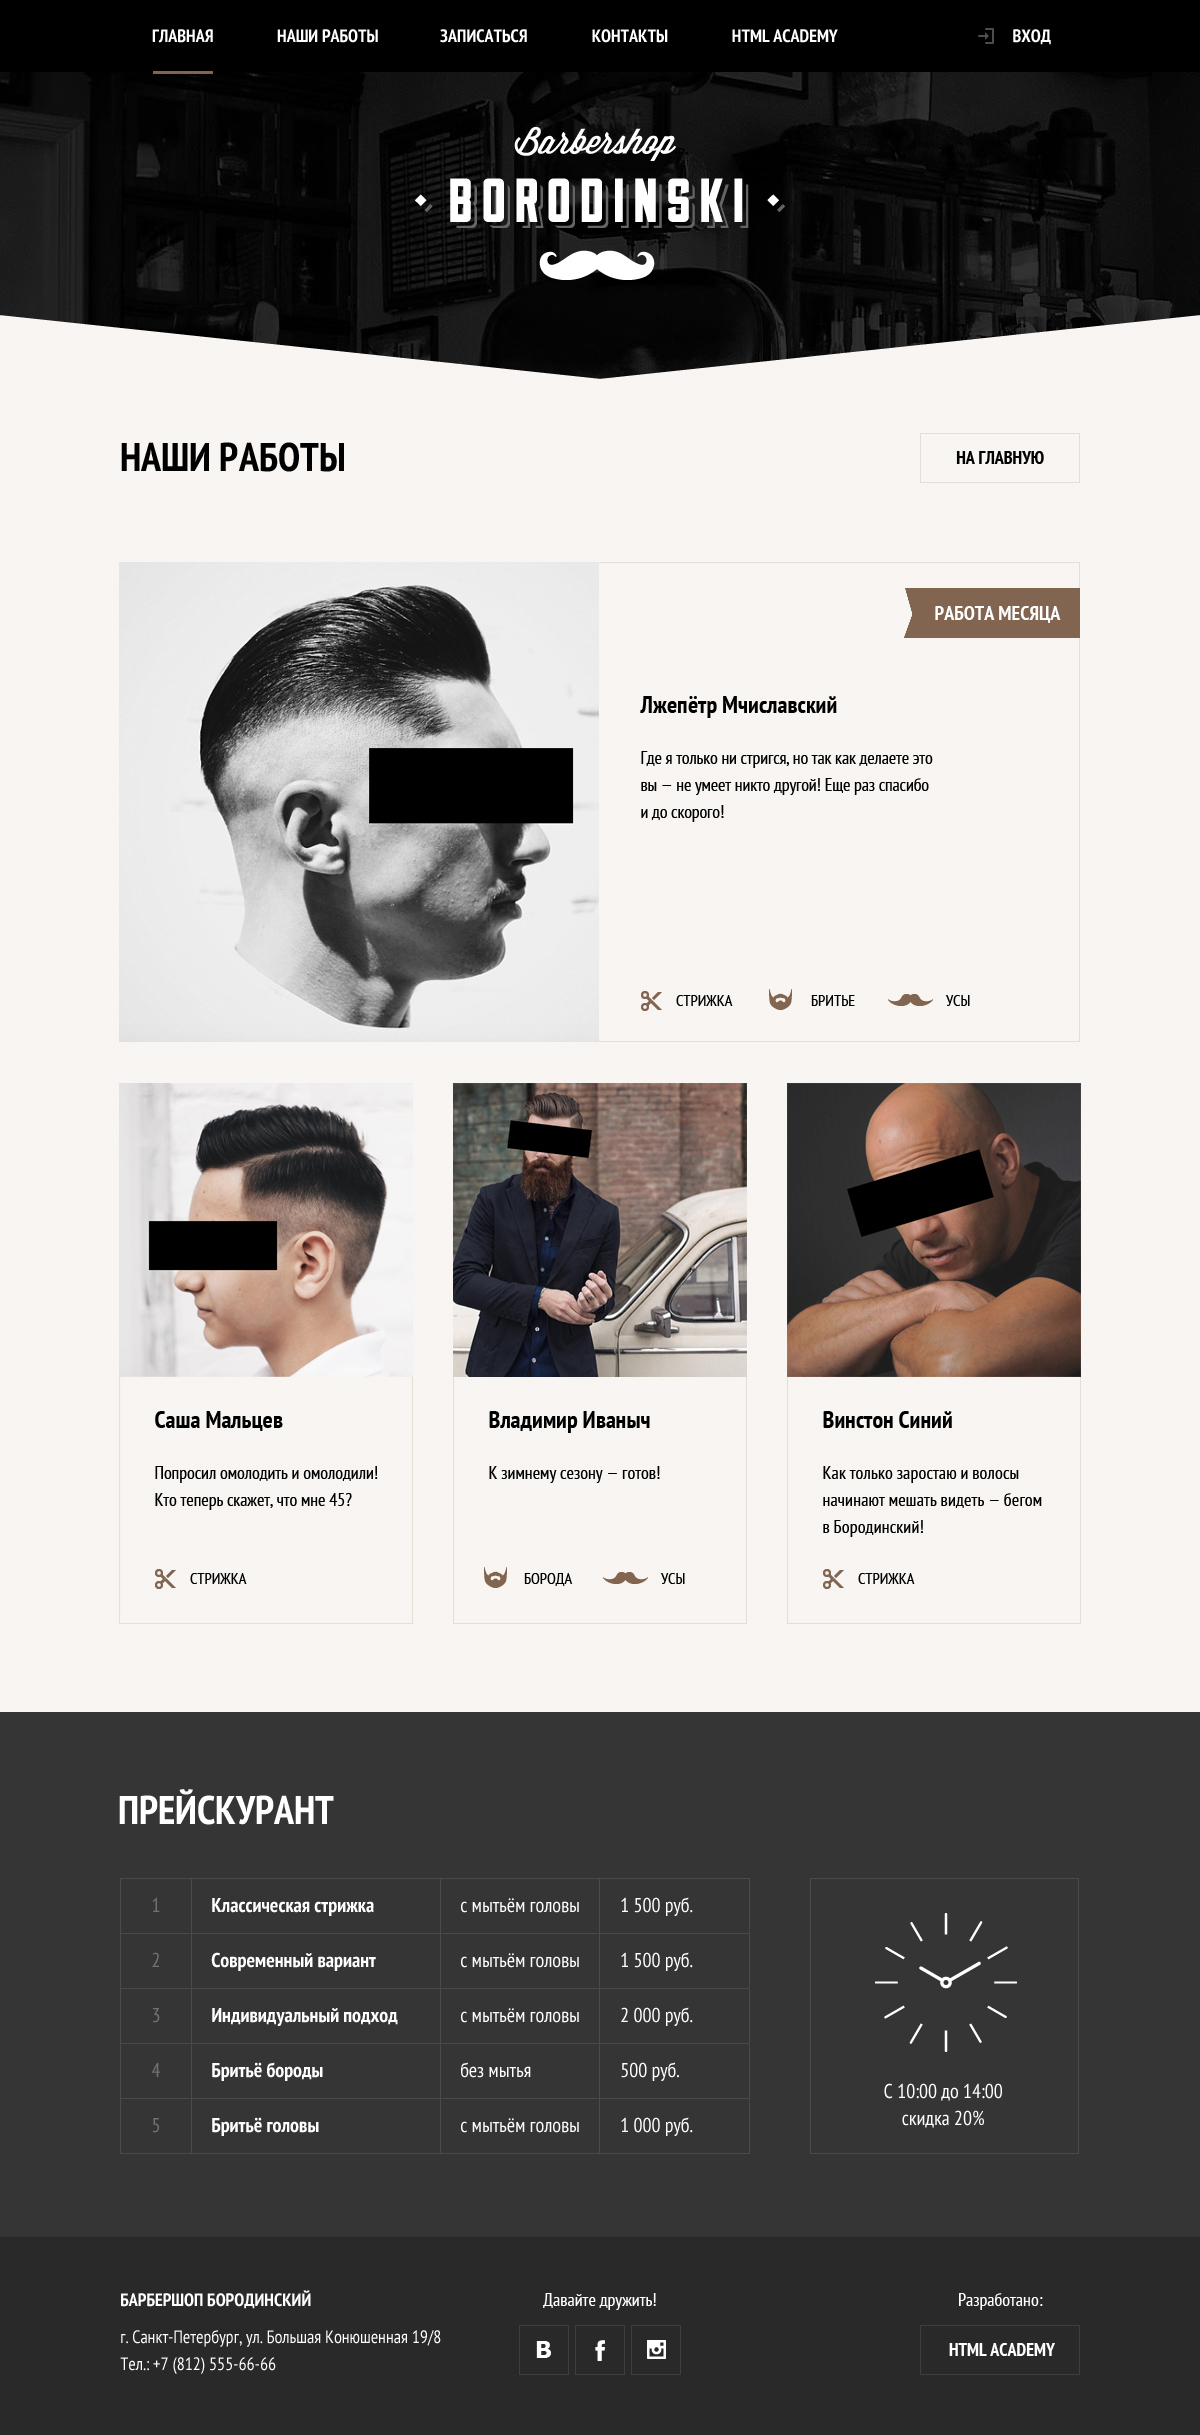 ГЛАВНАЯ НАШИ РАБОТЫ ЗАПИСАТЬСЯ КОНТАКТЫ HTML ACADEMY ВХОД
Barbershop
BORODINSKI
НАШИ РАБОТЫ
НА ГЛАВНУЮ
РАБОТА МЕСЯЦА
Лжепётр Мчиславский
Где я только ни стригся, но так как делаете это
вы — не умеет никто другой! Еще раз спасибо
и до скорого!
СТРИЖКА БРИТЬЕ УСЫ
Саша Мальцев
Попросил омолодить и омолодили!
Кто теперь скажет, что мне 45?
СТРИЖКА
Владимир Иваныч
К зимнему сезону — готов!
БОРОДА УСЫ
Винстон Синий
Как только заростаю и волосы
начинают мешать видеть — бегом
в Бородинский!
СТРИЖКА
ПРЕЙСКУРАНТ
1 Классическая стрижка с мытьём головы 1 500 руб.
2 Современный вариант с мытьём головы 1 500 руб.
3 Индивидуальный подход с мытьём головы 2 000 руб.
4 Бритьё бороды без мытья 500 руб.
5 Бритьё головы с мытьём головы 1 000 руб.
С 10:00 до 14:00
скидка 20%
БАРБЕРШОП БОРОДИНСКИЙ
г. Санкт-Петербург, ул. Большая Конюшенная 19/8
Тел.: +7 (812) 555-66-66
Давайте дружить!
B f
Разработано:
HTML ACADEMY